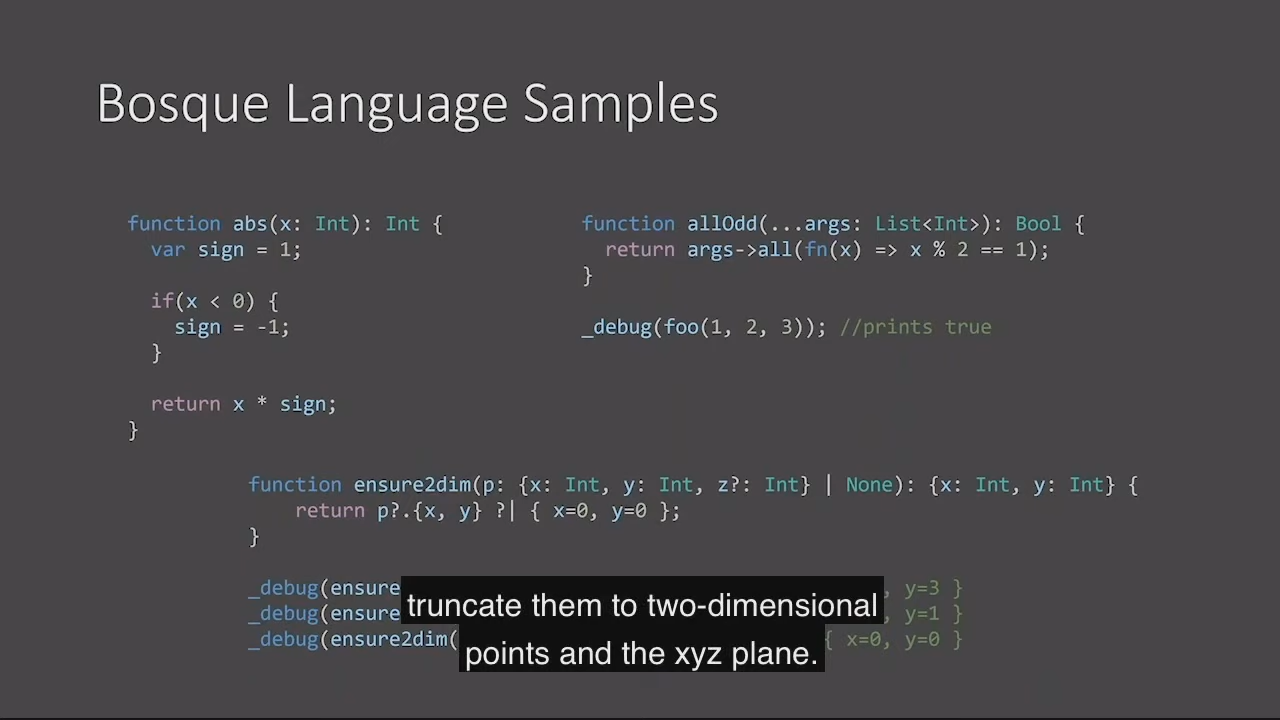 Bosque Language Samples
function abs(x: Int): Int {
var sign = 1;
if(x < 0) {
sign = -1;
}
return x * sign;
}
function allOdd(...args: List<Int>): Bool {
return args->all(fn(x) => x % 2 == 1);
}
_debug(foo(1, 2, 3)); //prints true
function ensure2dim(p: {x: Int, y: Int, z?: Int} | None): {x: Int, y: Int} {
return p?.{x, y} ?| { x=0, y=0 };
}
_debug(ensure , y=3 }
_debug(ensure , y=1 }
_debug(ensure2dim( { x=0, y=0 }
truncate them to two-dimensional
points and the xyz plane.